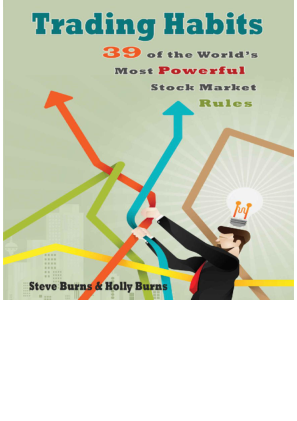 Trading Habits
39 of the World's
Most Powerful
Stock Market
Rules
Steve Burns & Holly Burns